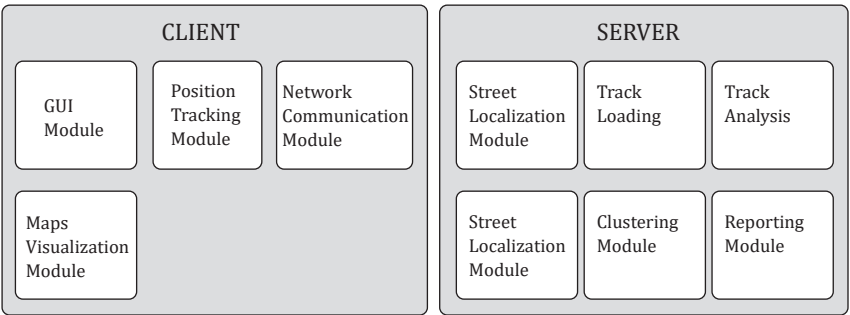 CLIENT
GUI
Module
Position
Tracking
Module
Network
Communication
Module
Maps
Visualization
Module
SERVER
Street
Localization
Module
Track
Loading
Track
Analysis
Street
Localization
Module
Clustering
Module
Reporting
Module